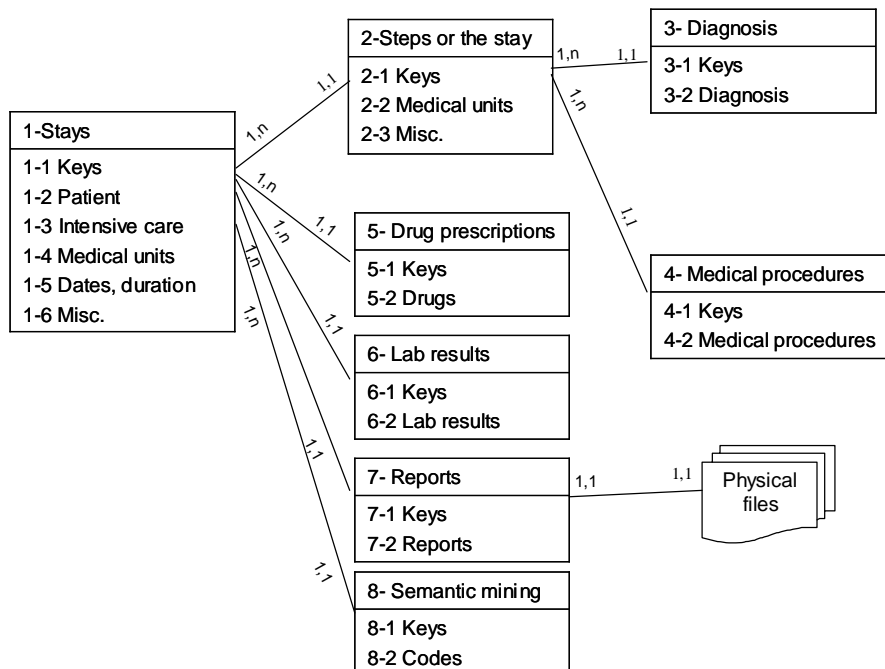 1-Stays
1-1 Keys
1-2 Patient
1-3 Intensive care
1-4 Medical units
1-5 Dates, duration
1-6 Misc.
1,n
1,1
1,n
1,1
1,n
1,1
1,n
1,1
1,n
1,1
2-Steps or the stay
2-1 Keys
2-2 Medical units
2-3 Misc.
1,n
1,1
1,n
1,1
3- Diagnosis
3-1 Keys
3-2 Diagnosis
4- Medical procedures
4-1 Keys
4-2 Medical procedures
5- Drug prescriptions
5-1 Keys
5-2 Drugs
6- Lab results
6-1 Keys
6-2 Lab results
7- Reports
7-1 Keys
7-2 Reports
1,1
1,1
Physical
files
8- Semantic mining
8-1 Keys
8-2 Codes